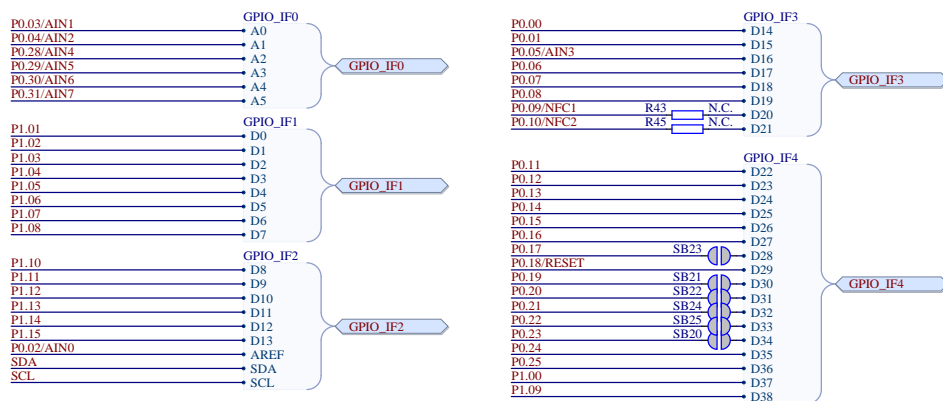 GPIO_IF0
P0.03/AIN1 A0
P0.04/AIN2 A1
P0.28/AIN4 A2
P0.29/AIN5 A3
P0.30/AIN6 A4
P0.31/AIN7 A5
GPIO_IF0
GPIO_IF1
P1.01 D0
P1.02 D1
P1.03 D2
P1.04 D3
P1.05 D4
P1.06 D5
P1.07 D6
P1.08 D7
GPIO_IF1
GPIO_IF2
P1.10 D8
P1.11 D9
P1.12 D10
P1.13 D11
P1.14 D12
P1.15 D13
P0.02/AIN0 AREF
SDA SDA
SCL SCL
GPIO_IF2
GPIO_IF3
P0.00 D14
P0.01 D15
P0.05/AIN3 D16
P0.06 D17
P0.07 D18
P0.08 D19
P0.09/NFC1 R43 N.C. D20
P0.10/NFC2 R45 N.C. D21
GPIO_IF3
GPIO_IF4
P0.11 D22
P0.12 D23
P0.13 D24
P0.14 D25
P0.15 D26
P0.16 D27
P0.17 SB23 D28
P0.18/RESET D29
P0.19 SB21 D30
P0.20 SB22 D31
P0.21 SB24 D32
P0.22 SB25 D33
P0.23 SB20 D34
P0.24 D35
P0.25 D36
P1.00 D37
P1.09 D38
GPIO_IF4